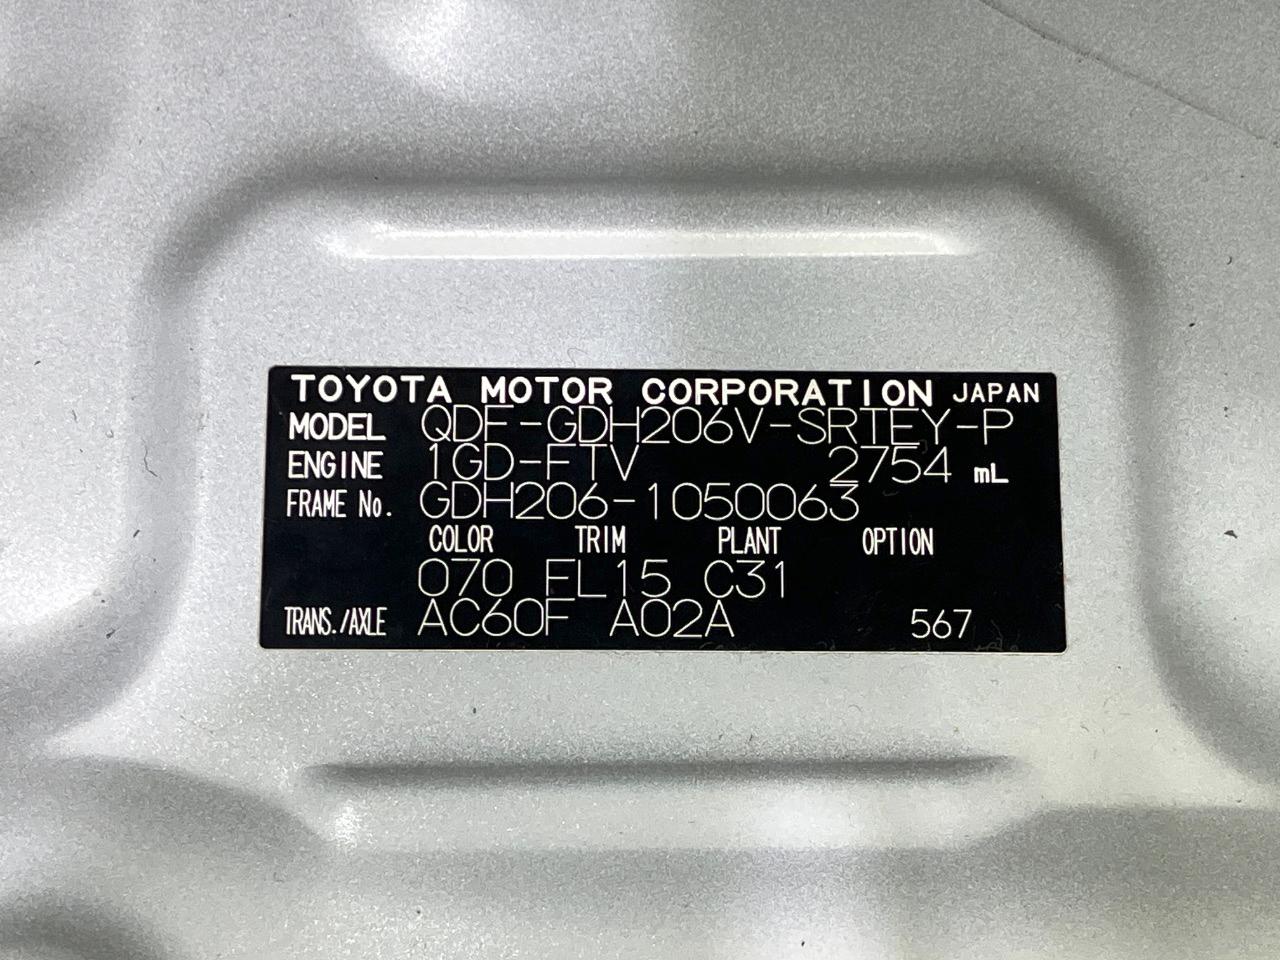 TOYOTA MOTOR CORPORATION JAPAN
MODEL QDF-GDH206V-SRTEY-P
ENGINE 1GD-FTV 2754 mL
FRAME No. GDH206-1050063
COLOR TRIM PLANT OPTION
070 EL15 C31
TRANS./AXLE AC60F A02A 567